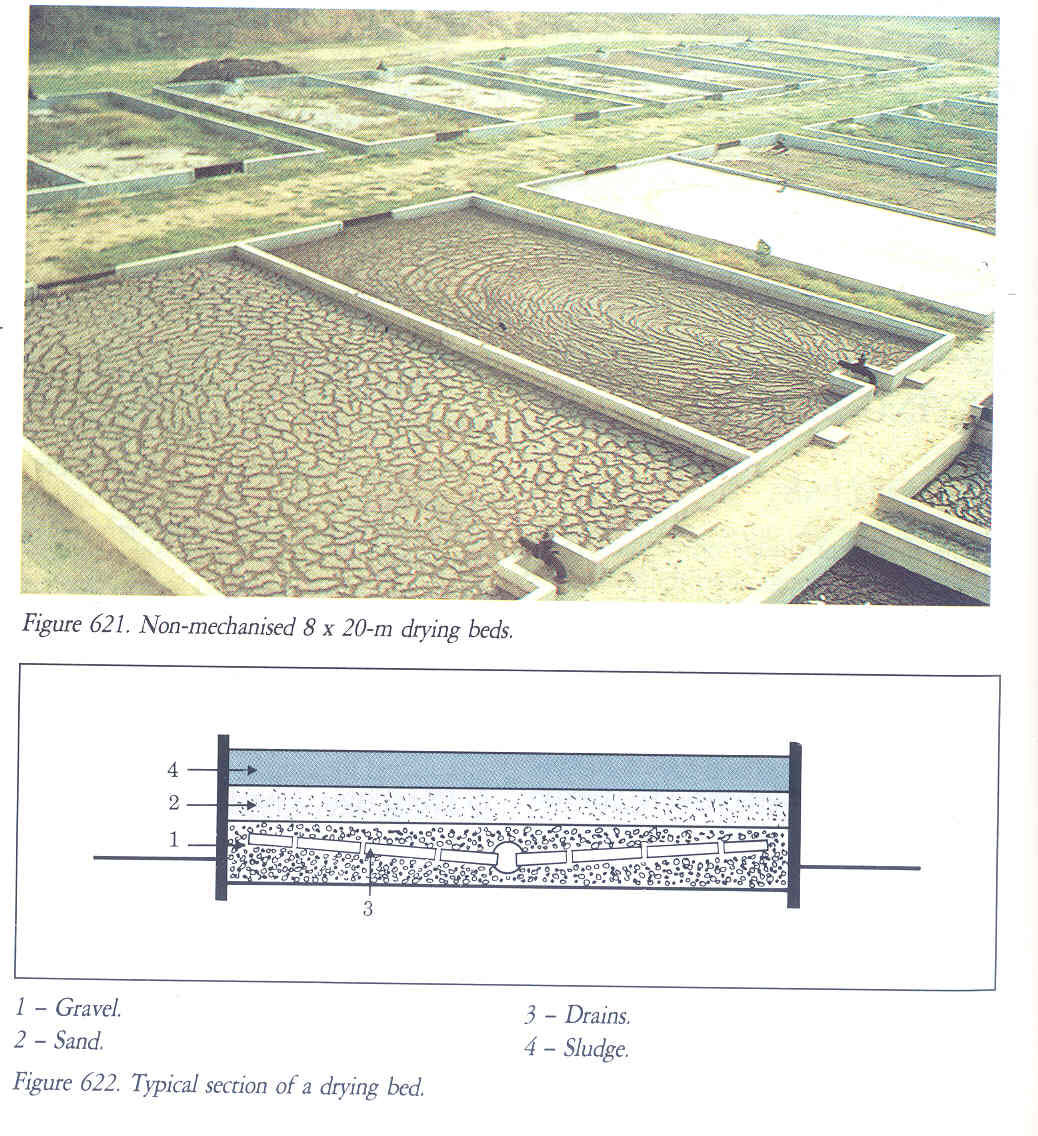 Figure 621. Non-mechanised 8 x 20-m drying beds.
4
2
1
3
1 – Gravel.
2 – Sand.
3 – Drains.
4 – Sludge.
Figure 622. Typical section of a drying bed.